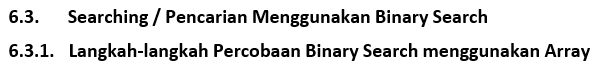 6.3. Searching / Pencarian Menggunakan Binary Search
6.3.1. Langkah-langkah Percobaan Binary Search menggunakan Array